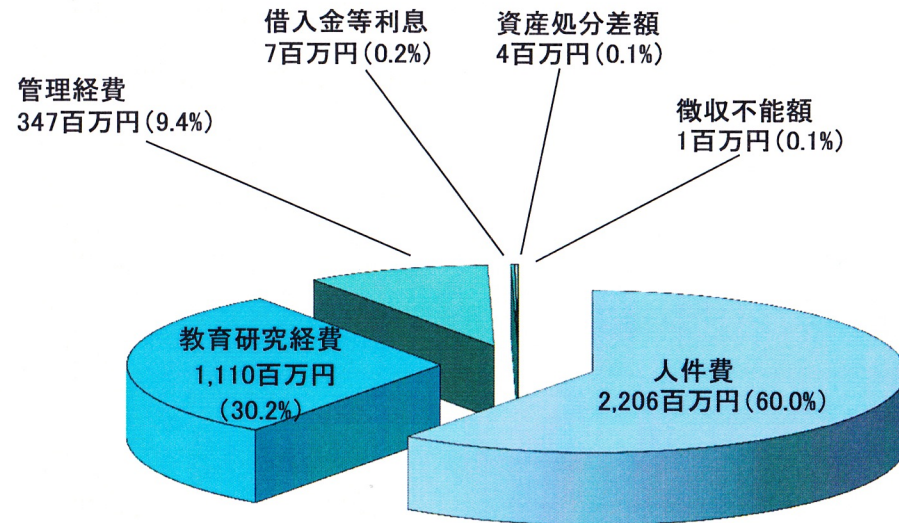 借入金等利息
7百万円(0.2%)
資産処分差額
4百万円(0.1%)
管理経費
347百万円(9.4%)
徴収不能額
1百万円(0.1%)
教育研究経費
1,110百万円
(30.2%)
人件費
2,206百万円(60.0%)